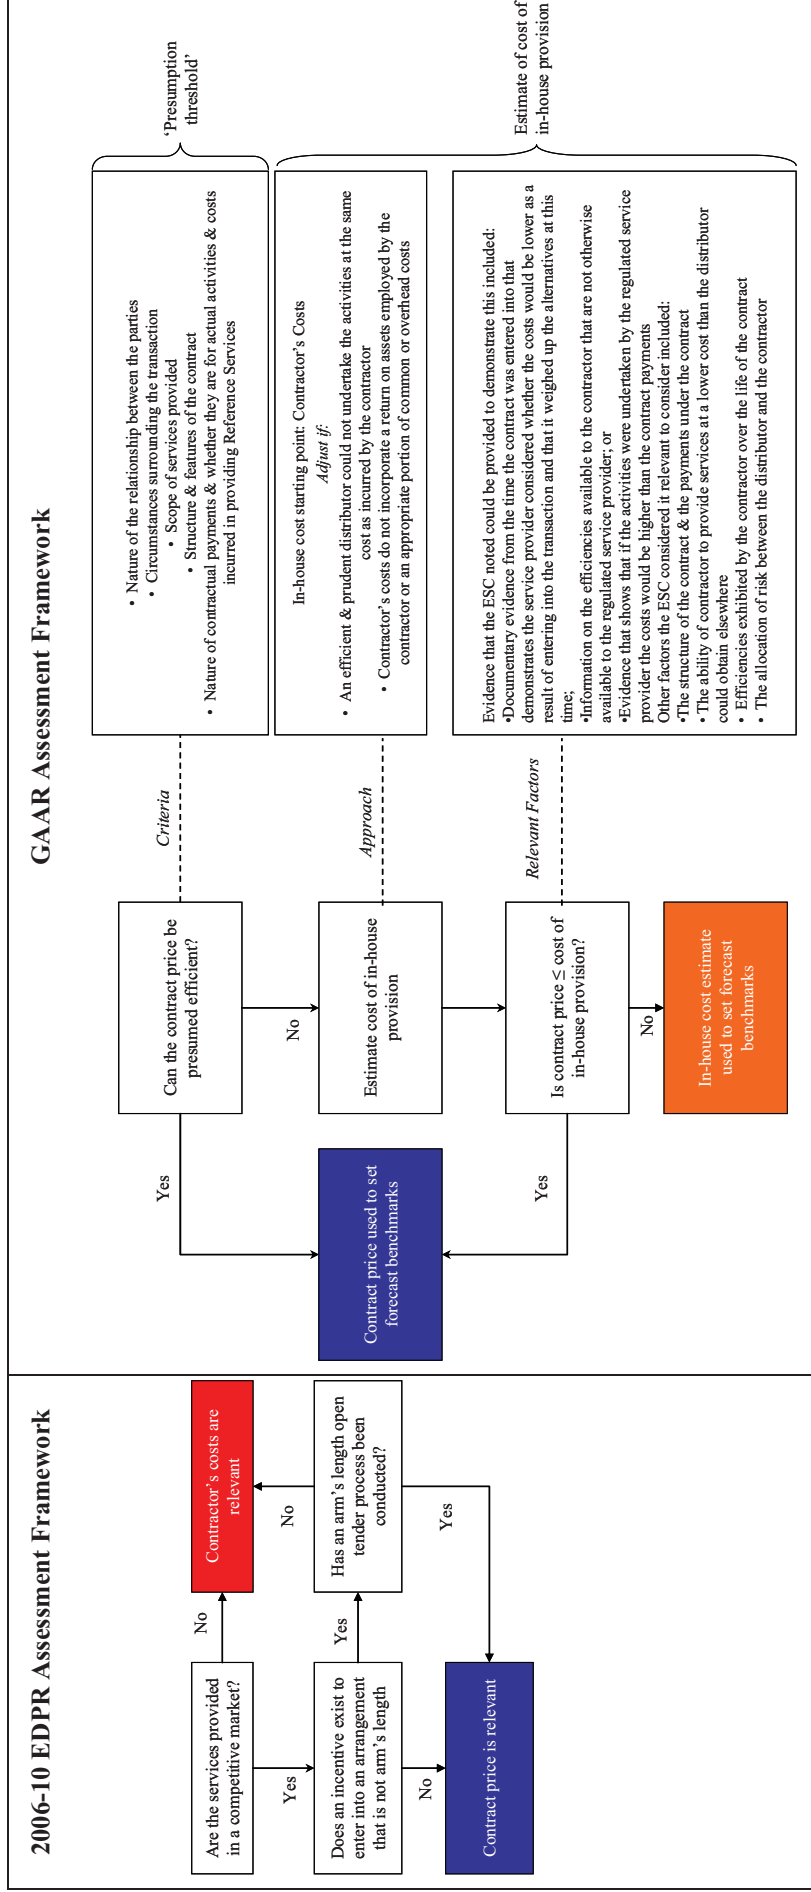 2006-10 EDPR Assessment Framework
Are the services provided
in a competitive market?
No
Contractor's costs are
relevant
Yes
Does an incentive exist to
enter into an arrangement
that is not arm's length
Yes
Has an arm's length open
tender process been
conducted?
No
No
Yes
Contract price is relevant
GAAR Assessment Framework
Can the contract price be
presumed efficient?
Yes
No
Contract price used to set
forecast benchmarks
Estimate cost of in-house
provision
Is contract price ≤ cost of
in-house provision?
Yes
No
In-house cost estimate
used to set forecast
benchmarks
Criteria
• Nature of the relationship between the parties
• Circumstances surrounding the transaction
• Scope of services provided
• Structure & features of the contract
• Nature of contractual payments & whether they are for actual activities & costs
incurred in providing Reference Services
'Presumption
threshold'
Approach
In-house cost starting point: Contractor's Costs
Adjust if:
• An efficient & prudent distributor could not undertake the activities at the same
cost as incurred by the contractor
• Contractor's costs do not incorporate a return on assets employed by the
contractor or an appropriate portion of common or overhead costs
Relevant Factors
Evidence that the ESC noted could be provided to demonstrate this included:
•Documentary evidence from the time the contract was entered into that
demonstrates the service provider considered whether the costs would be lower as a
result of entering into the transaction and that it weighed up the alternatives at this
time;
•Information on the efficiencies available to the contractor that are not otherwise
available to the regulated service provider; or
•Evidence that shows that if the activities were undertaken by the regulated service
provider the costs would be higher than the contract payments
Other factors the ESC considered it relevant to consider included:
•The structure of the contract & the payments under the contract
• The ability of contractor to provide services at a lower cost than the distributor
could obtain elsewhere
• Efficiencies exhibited by the contractor over the life of the contract
• The allocation of risk between the distributor and the contractor
Estimate of cost of
in-house provision